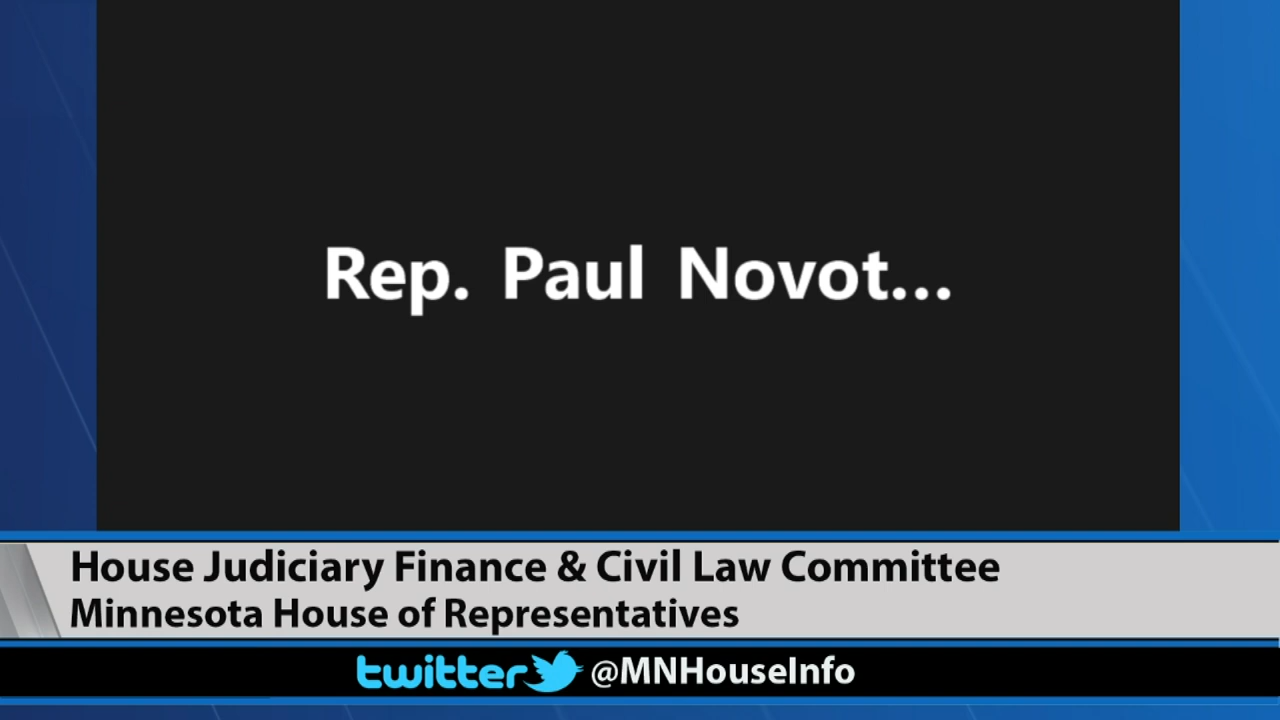 Rep. Paul Novot...
House Judiciary Finance & Civil Law Committee
Minnesota House of Representatives
twitter @MNHouseInfo